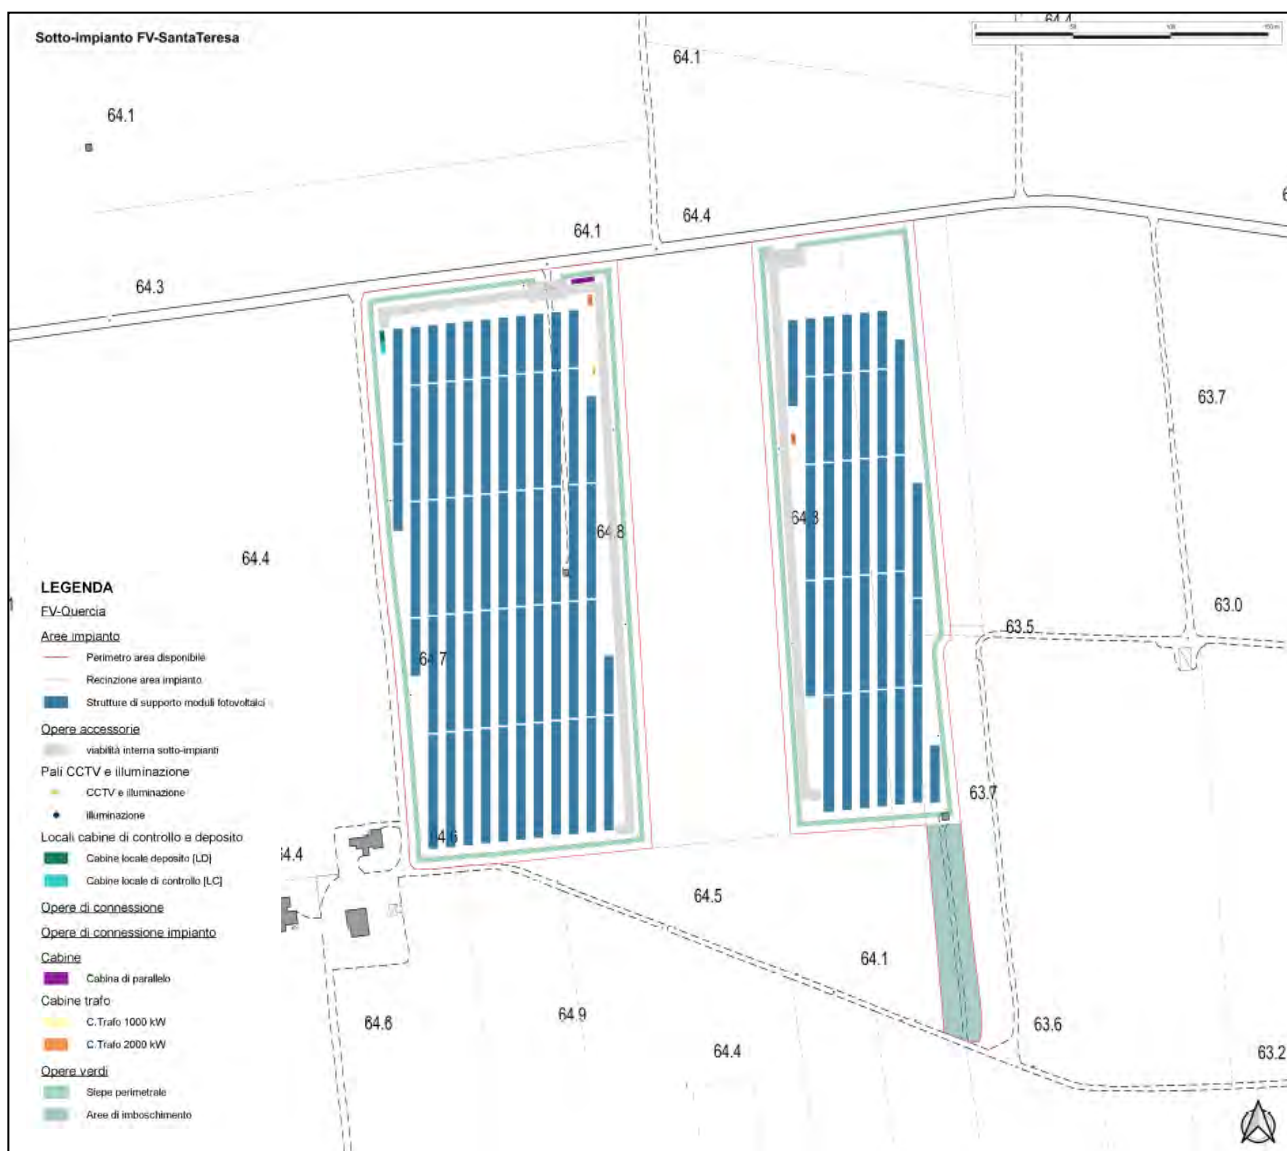 Sotto-impianto FV-SantaTeresa
64.4
64.1
64.1
64.4
64.1
64.3
63.7
64.8
64.3
64.4
LEGENDA
FV-Quercia
Aree impianto
Perimetro area disponibile
Recinzione area impianto
Strutture di supporto moduli fotovoltaici
Opere accessorie
viabilità interna sotto-impianti
Pali CCTV e illuminazione
CCTV e illuminazione
illuminazione
Locali cabine di controllo e deposito
Cabine locale deposito [LD]
Cabine locale di controllo [LC]
Opere di connessione
Opere di connessione impianto
Cabine
Cabina di parallelo
Cabine trafo
C.Trafo 1000 kW
C.Trafo 2000 kW
Opere verdi
Siepe perimetrale
Aree di imboschimento
63.0
63.5
64.7
63.7
64.6
64.4
64.5
64.1
64.6
64.9
64.4
63.6
63.2